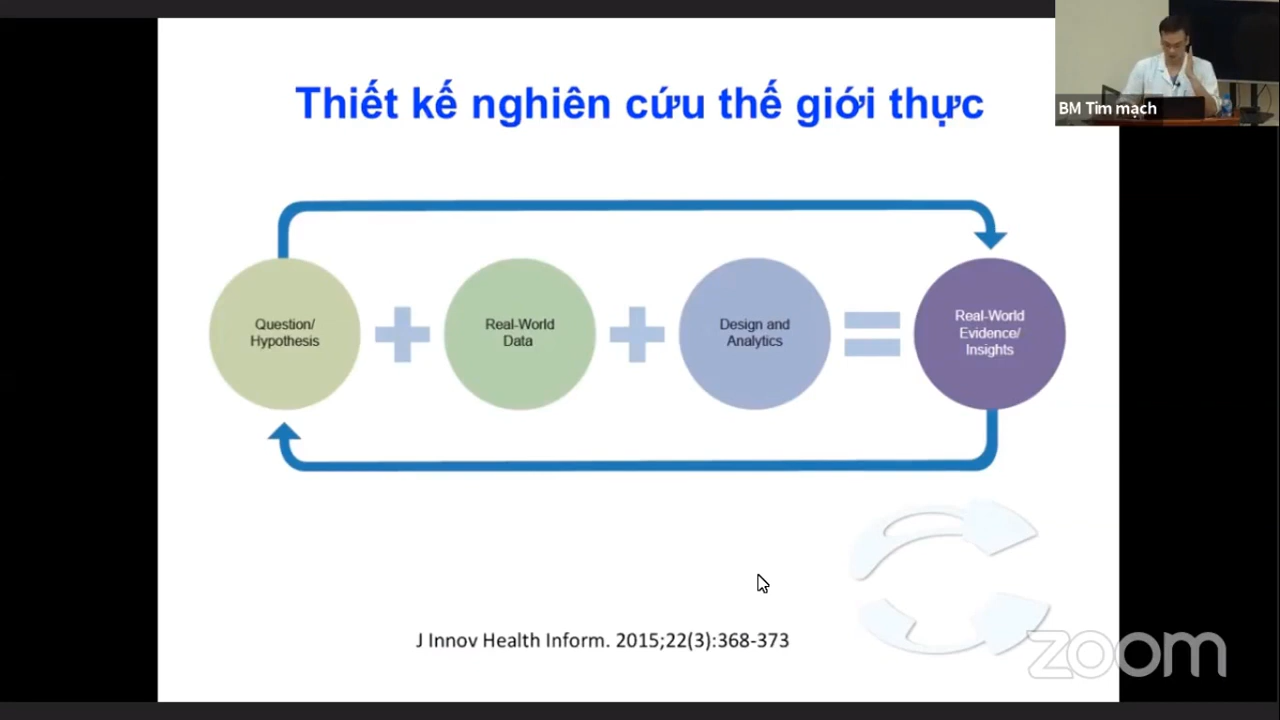 Thiết kế nghiên cứu thế giới thực
BM Tim mạch
Question/
Hypothesis
Real-World
Data
Design and
Analytics
Real-World
Evidence/
Insights
J Innov Health Inform. 2015;22(3):368-373
zoom